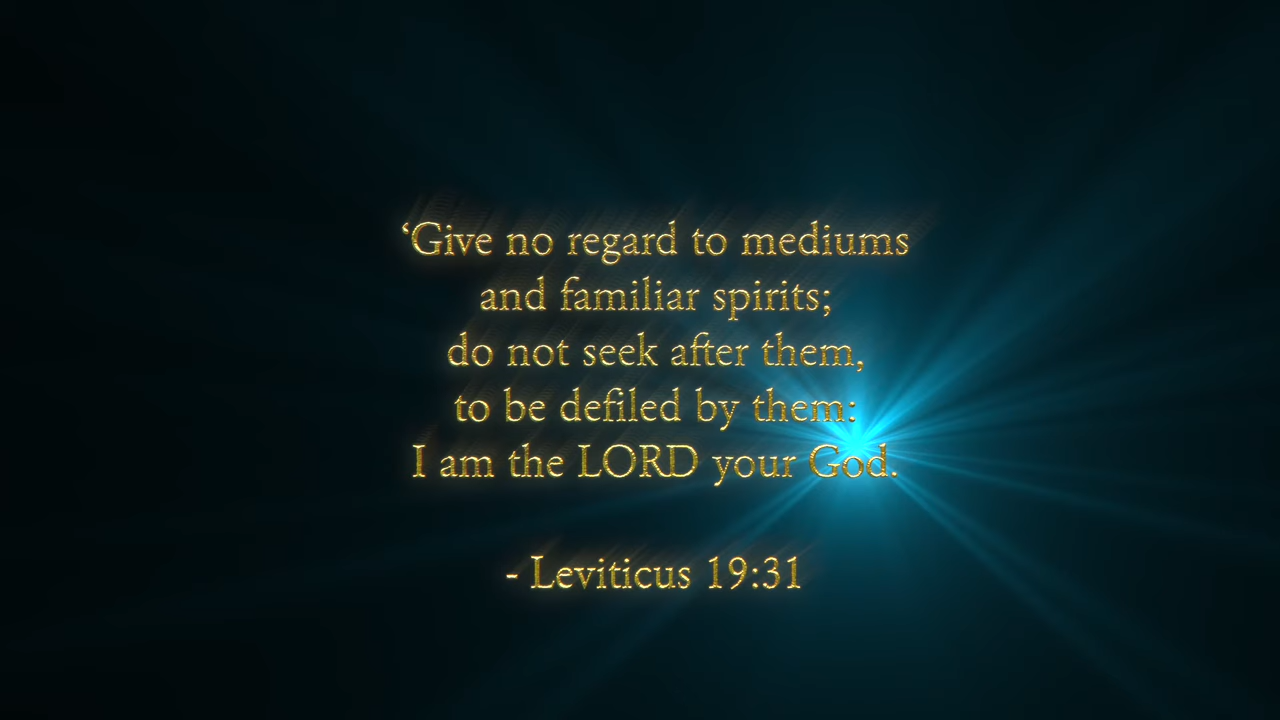 ‘Give no regard to mediums
and familiar spirits;
do not seek after them,
to be defiled by them:
I am the LORD your God.
- Leviticus 19:31